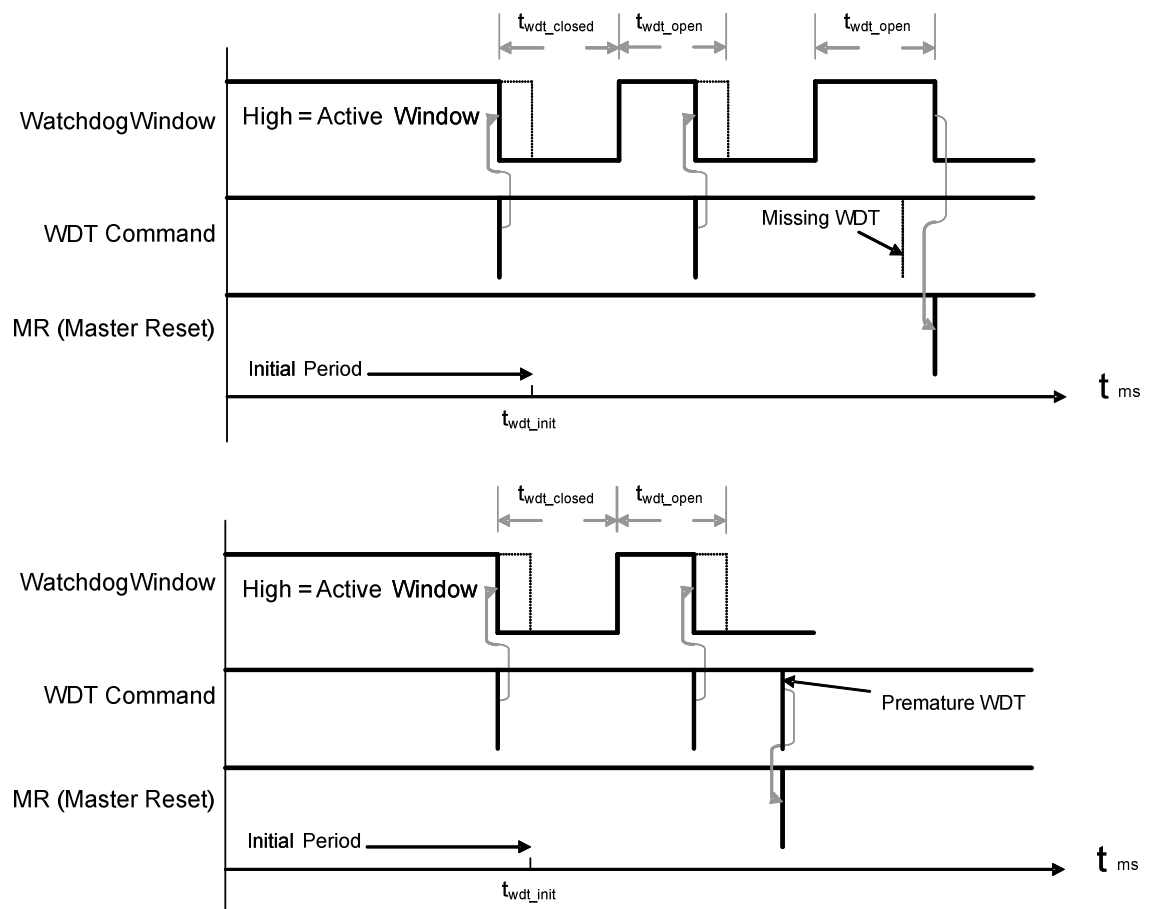 twdt_closed twdt_open twdt_open
WatchdogWindow
High = Active Window
WDT Command
Missing WDT
MR (Master Reset)
Initial Period
t ms
twdt_init
twdt_closed twdt_open
WatchdogWindow
High = Active Window
WDT Command
Premature WDT
MR (Master Reset)
Initial Period
t ms
twdt_init